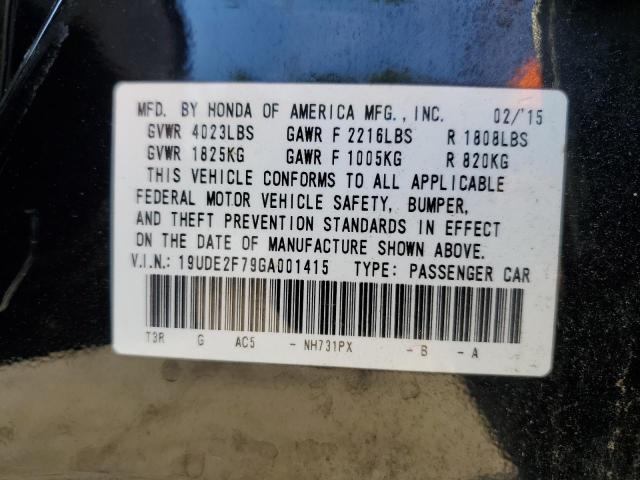 MFD. BY HONDA OF AMERICA MFG., INC. 02/'15
GVWR 4023LBS GAWR F 2216LBS R 1808LBS
GVWR 1825KG GAWR F 1005KG R 820KG
THIS VEHICLE CONFORMS TO ALL APPLICABLE
FEDERAL MOTOR VEHICLE SAFETY, BUMPER,
AND THEFT PREVENTION STANDARDS IN EFFECT
ON THE DATE OF MANUFACTURE SHOWN ABOVE.
V.I.N.: 19UDE2F79GA001415 TYPE: PASSENGER CAR
T3R G AC5 - NH731PX - B - A